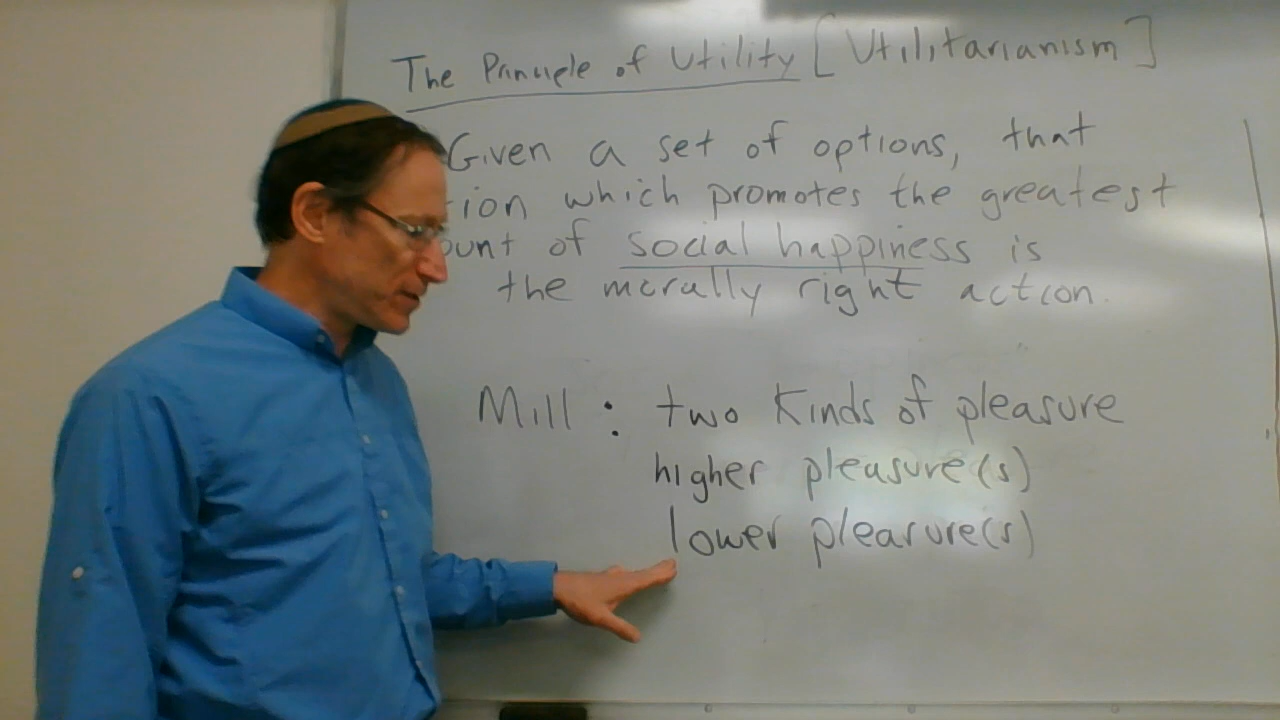 The Principle of Utility [Utilitarianism]
Given a set of options, that
ion which promotes the greatest
ount of social happiness is
the morally right action.
Mill : two kinds of pleasure
higher pleasure(s)
lower pleasure(s)